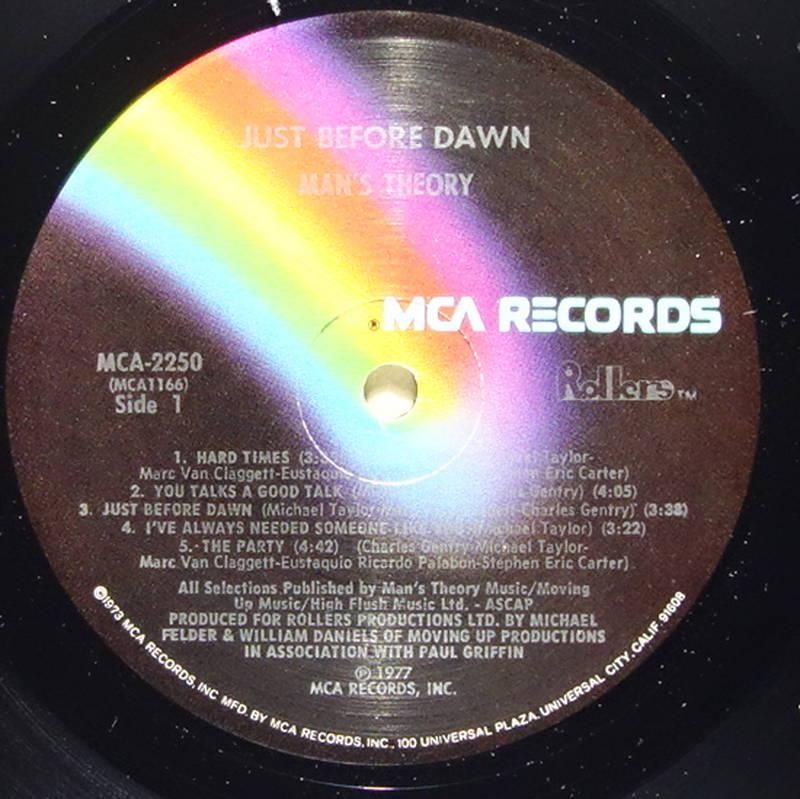 JUST BEFORE DAWN
MAN'S THEORY
MCA RECORDS
MCA-2250
(MCA1166)
Side 1
Rollers™
1. HARD TIMES (3: Taylor-
Marc Van Claggett-Eustaquio Eric Carter)
2. YOU TALKS A GOOD TALK Gentry) (4:05)
3. JUST BEFORE DAWN (Michael Taylor- Charles Gentry) (3:38)
4. I'VE ALWAYS NEEDED SOMEONE LIKE (Michael Taylor) (3:22)
5. THE PARTY (4:42) (Charles Gentry-Michael Taylor-
Marc Van Claggett-Eustaquio Ricardo Palabon-Stephen Eric Carter)
All Selections Published by Man's Theory Music/Moving
Up Music/High Flush Music Ltd. - ASCAP
PRODUCED FOR ROLLERS PRODUCTIONS LTD. BY MICHAEL
FELDER & WILLIAM DANIELS OF MOVING UP PRODUCTIONS
IN ASSOCIATION WITH PAUL GRIFFIN
Ⓟ 1977
MCA RECORDS, INC.
©1973 MCA RECORDS, INC MFD. BY MCA RECORDS, INC., 100 UNIVERSAL PLAZA, UNIVERSAL CITY, CALIF. 91608